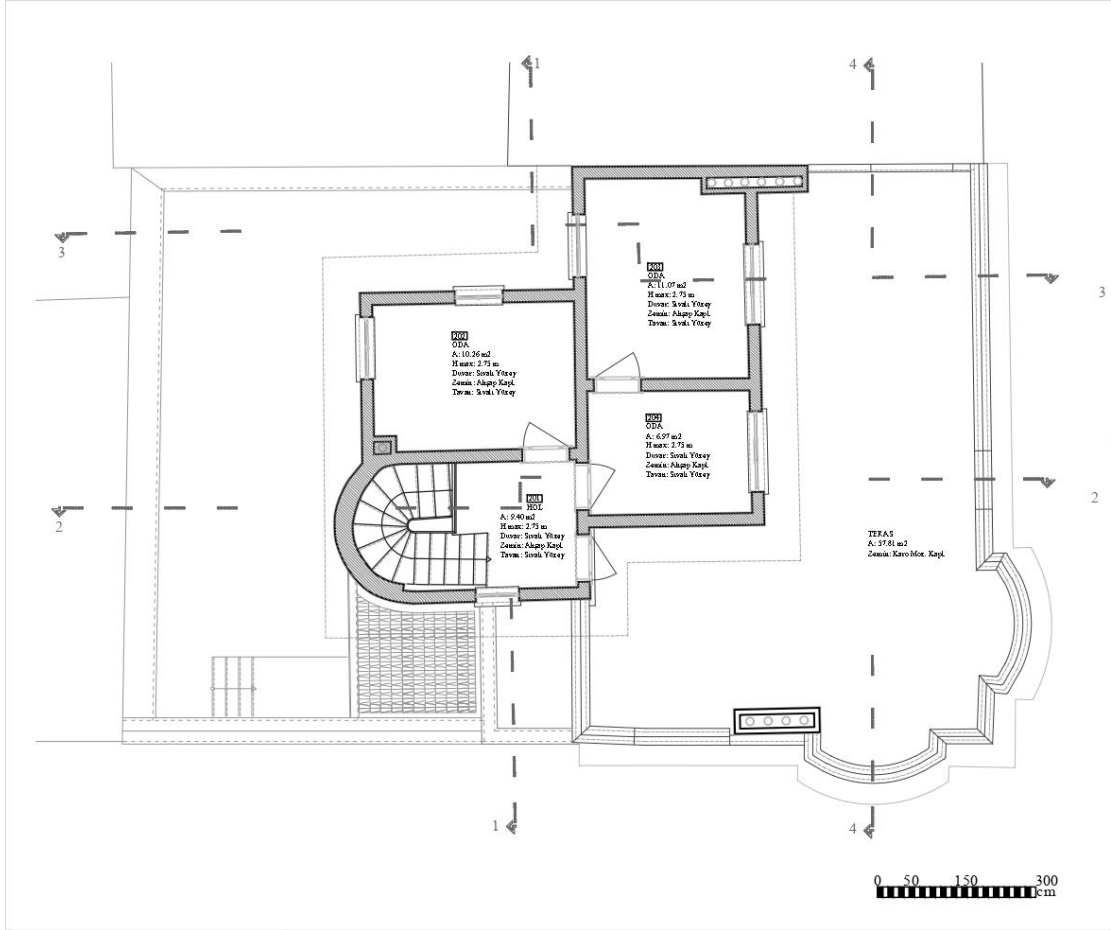 1
4
3
203
ODA
A: 11.07 m2
H max: 2.75 m
Duvar: Sıvalı Yüzey
Zemin: Ahşap Kapl.
Tavan: Sıvalı Yüzey
3
202
ODA
A: 10.26 m2
H max: 2.75 m
Duvar: Sıvalı Yüzey
Zemin: Ahşap Kapl.
Tavan: Sıvalı Yüzey
204
ODA
A: 6.97 m2
H max: 2.75 m
Duvar: Sıvalı Yüzey
Zemin: Ahşap Kapl.
Tavan: Sıvalı Yüzey
2
201
HOL
A: 9.40 m2
H max: 2.75 m
Duvar: Sıvalı Yüzey
Zemin: Ahşap Kapl.
Tavan: Sıvalı Yüzey
2
TERAS
A: 57.81 m2
Zemin: Karo Moz. Kapl.
1
4
0 50 150 300
cm